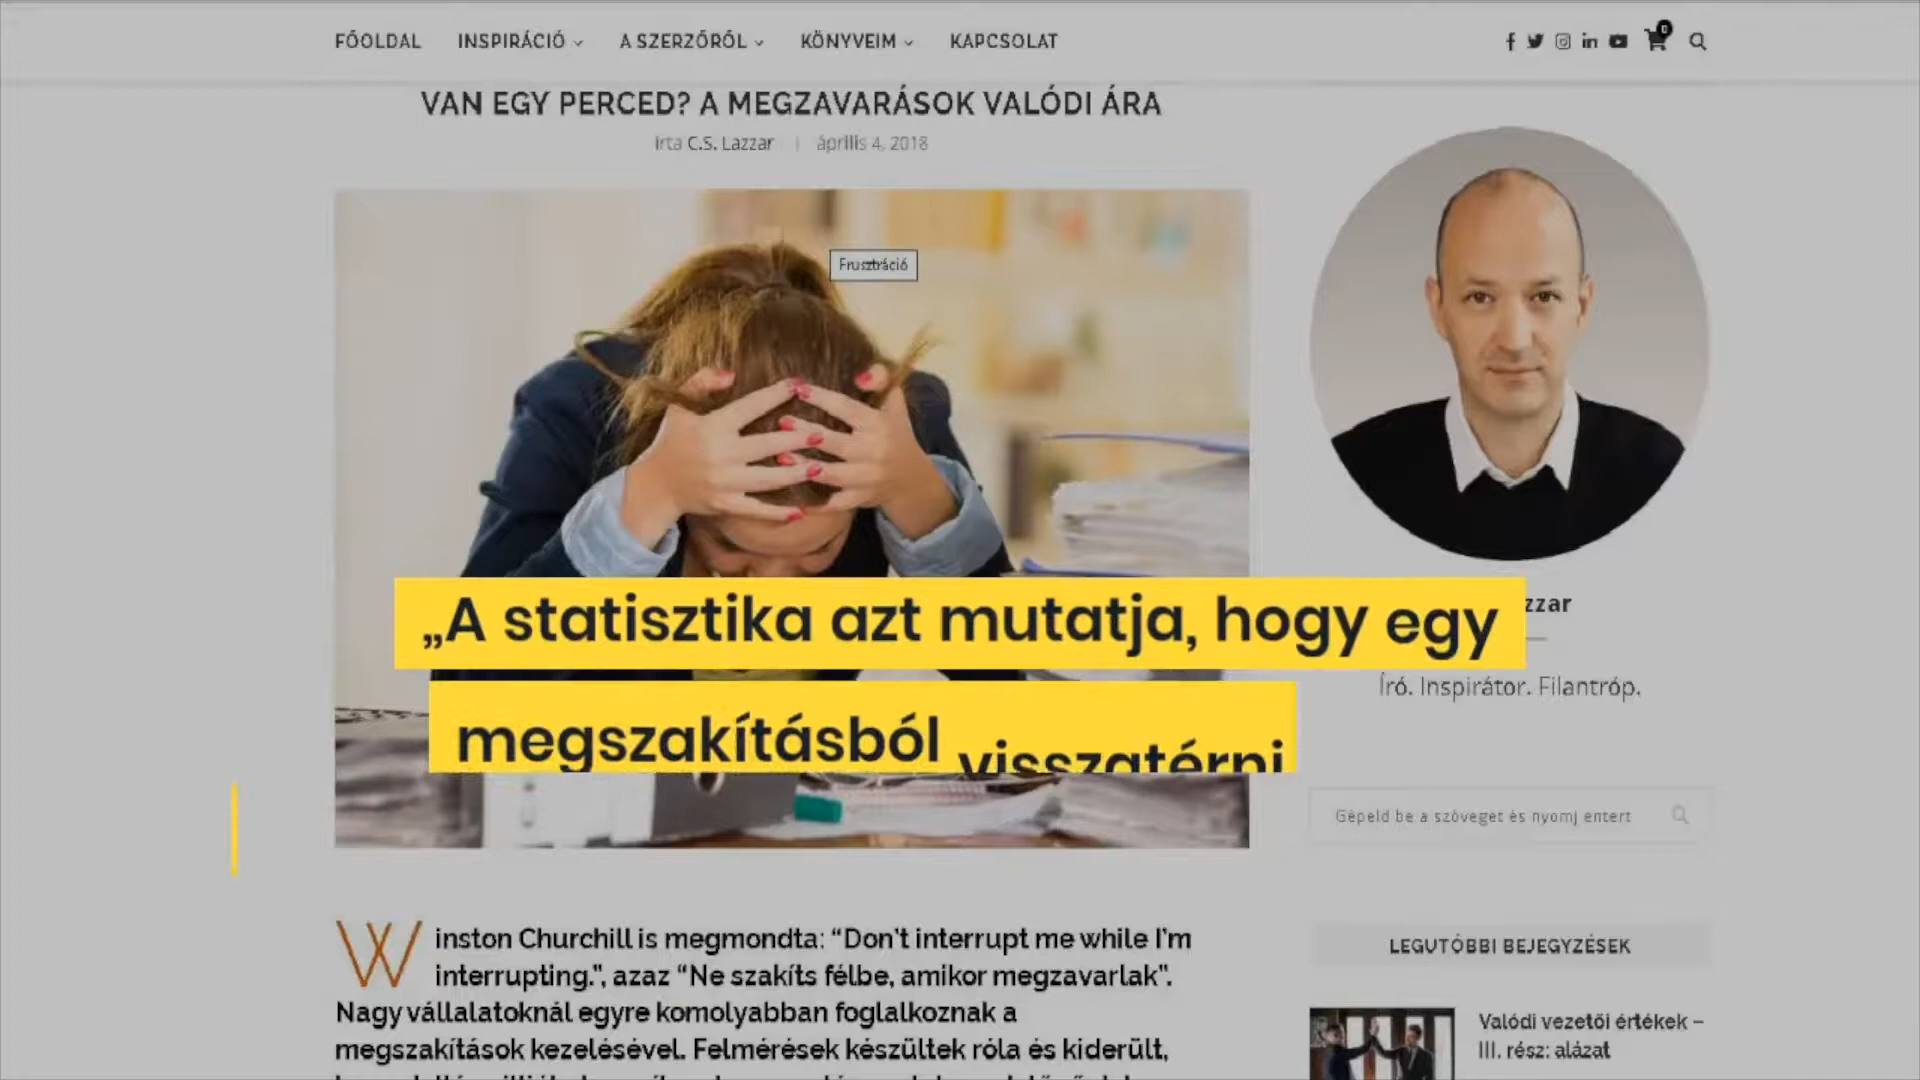 FŐOLDAL INSPIRÁCIÓ A SZERZŐRŐL KÖNYVEIM KAPCSOLAT
0
VAN EGY PERCED? A MEGZAVARÁSOK VALÓDI ÁRA
írta C.S. Lazzar | április 4, 2018
Frusztráció
„A statisztika azt mutatja, hogy egy
megszakításból visszatérni
zzar
Író. Inspirátor. Filantróp.
Gépeld be a szöveget és nyomj entert
Winston Churchill is megmondta: “Don’t interrupt me while I’m
interrupting.”, azaz “Ne szakíts félbe, amikor megzavarlak”.
Nagy vállalatoknál egyre komolyabban foglalkoznak a
megszakítások kezelésével. Felmérések készültek róla és kiderült,
LEGUTÓBBI BEJEGYZÉSEK
Valódi vezetői értékek –
III. rész: alázat